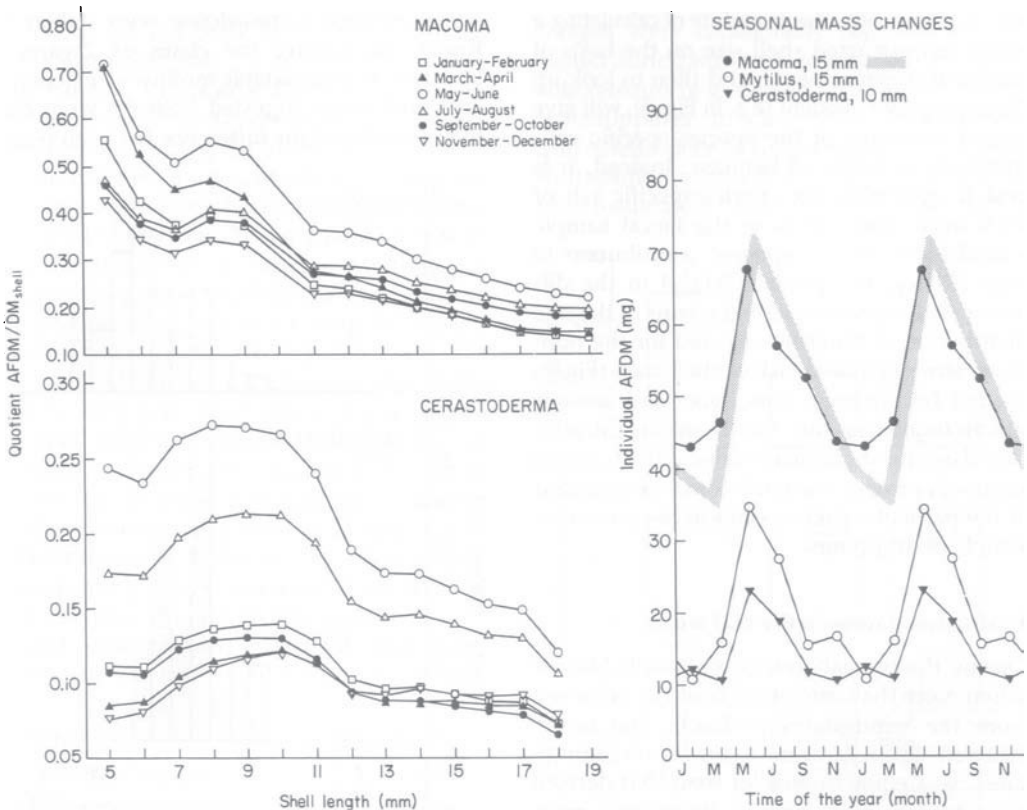 MACOMA
January-February
March-April
May-June
July-August
September-October
November-December
0.80
0.70
0.60
0.50
0.40
0.30
0.20
0.10
Quotient AFDM/DMshell
CERASTODERMA
0.30
0.25
0.20
0.15
0.10
0.05
5 7 9 11 13 15 17 19
Shell length (mm)
SEASONAL MASS CHANGES
Macoma, 15 mm
Mytilus, 15 mm
Cerastoderma, 10 mm
90
80
70
60
50
40
30
20
10
0
Individual AFDM (mg)
J M M J S N J M M J S N
Time of the year (month)